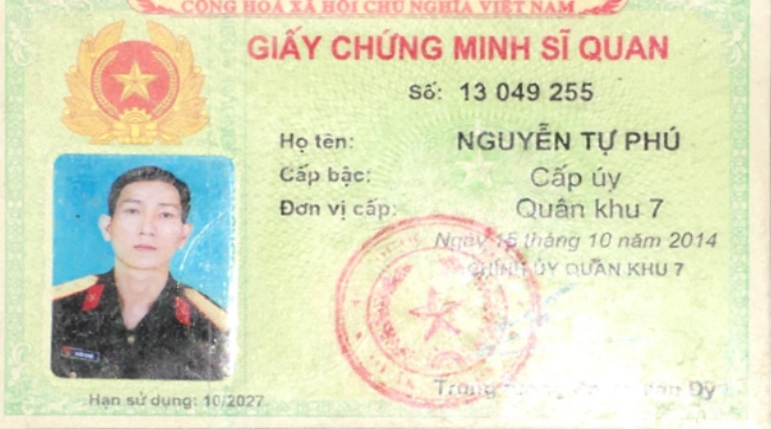 CỘNG HOÀ XÃ HỘI CHỦ NGHĨA VIỆT NAM
GIẤY CHỨNG MINH SĨ QUAN
Số: 13 049 255
Họ tên: NGUYỄN TỰ PHÚ
Cấp bậc: Cấp úy
Đơn vị cấp: Quân khu 7
Ngày 15 tháng 10 năm 2014
CHÍNH ỦY QUÂN KHU 7
Trung
Hạn sử dụng: 10/2027